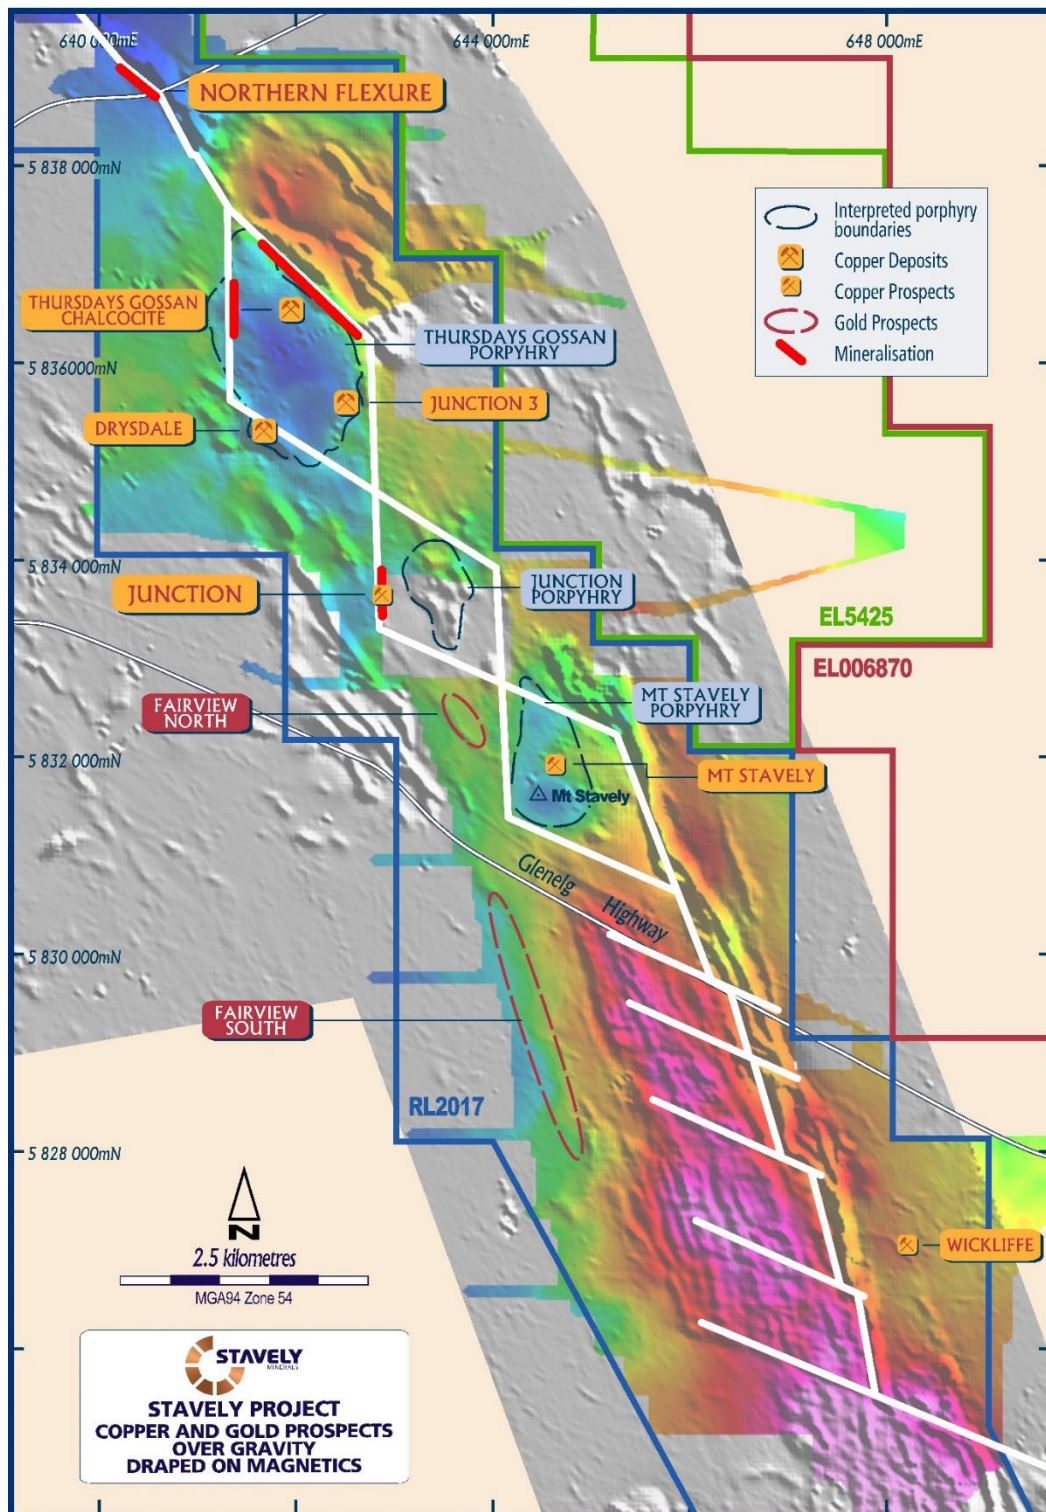 640 000mE
644 000mE
648 000mE
NORTHERN FLEXURE
5 838 000mN
Interpreted porphyry
boundaries
Copper Deposits
Copper Prospects
Gold Prospects
Mineralisation
THURSDAYS GOSSAN
CHALCOCITE
THURSDAYS GOSSAN
PORPYHRY
5 836000mN
JUNCTION 3
DRYSDALE
5 834 000mN
JUNCTION
JUNCTION
PORPYHRY
EL5425
EL006870
FAIRVIEW
NORTH
MT STAVELY
PORPYHRY
5 832 000mN
MT STAVELY
Mt Stavely
Glenelg
Highway
5 830 000mN
FAIRVIEW
SOUTH
RL2017
5 828 000mN
N
2.5 kilometres
MGA94 Zone 54
WICKLIFFE
STAVELY
MINERALS
STAVELY PROJECT
COPPER AND GOLD PROSPECTS
OVER GRAVITY
DRAPED ON MAGNETICS